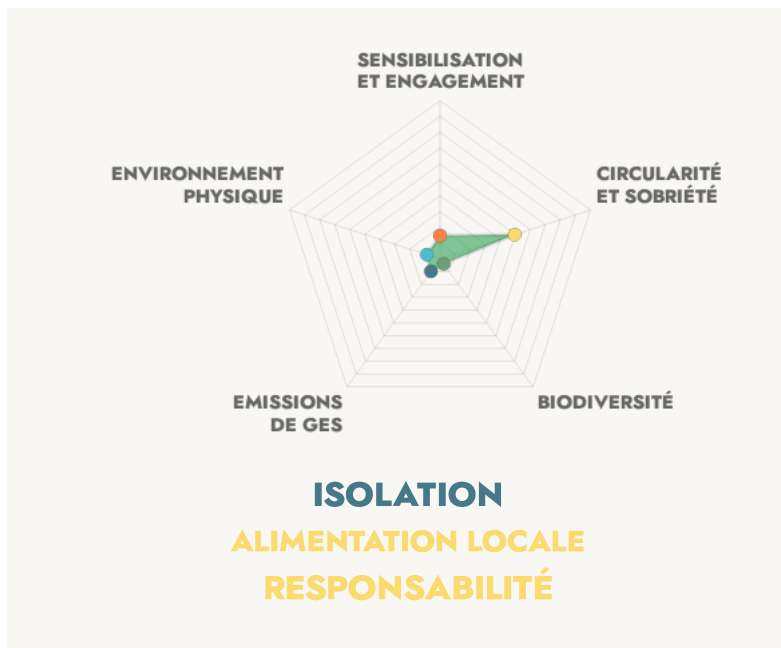 SENSIBILISATION
ET ENGAGEMENT
ENVIRONNEMENT
PHYSIQUE
CIRCULARITÉ
ET SOBRIÉTÉ
EMISSIONS
DE GES
BIODIVERSITÉ
ISOLATION
ALIMENTATION LOCALE
RESPONSABILITÉ